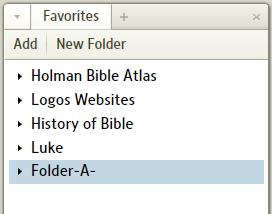 Favorites
Add New Folder
Holman Bible Atlas
Logos Websites
History of Bible
Luke
Folder-A-